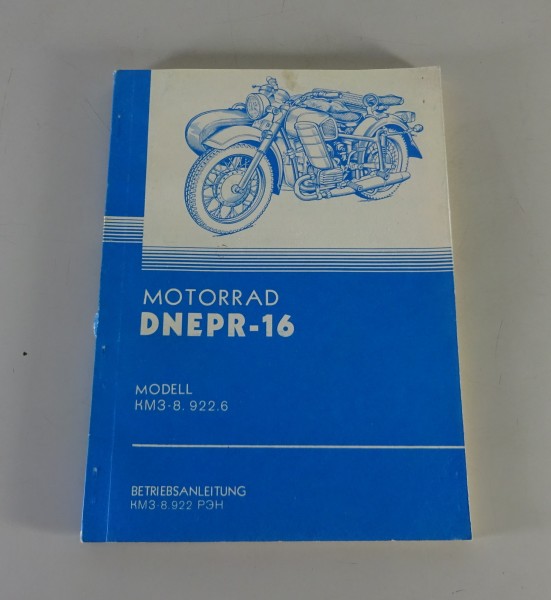 MOTORRAD
DNEPR-16
MODELL
КМЗ-8.922.6
BETRIEBSANLEITUNG
КМЗ-8.922 РЭН